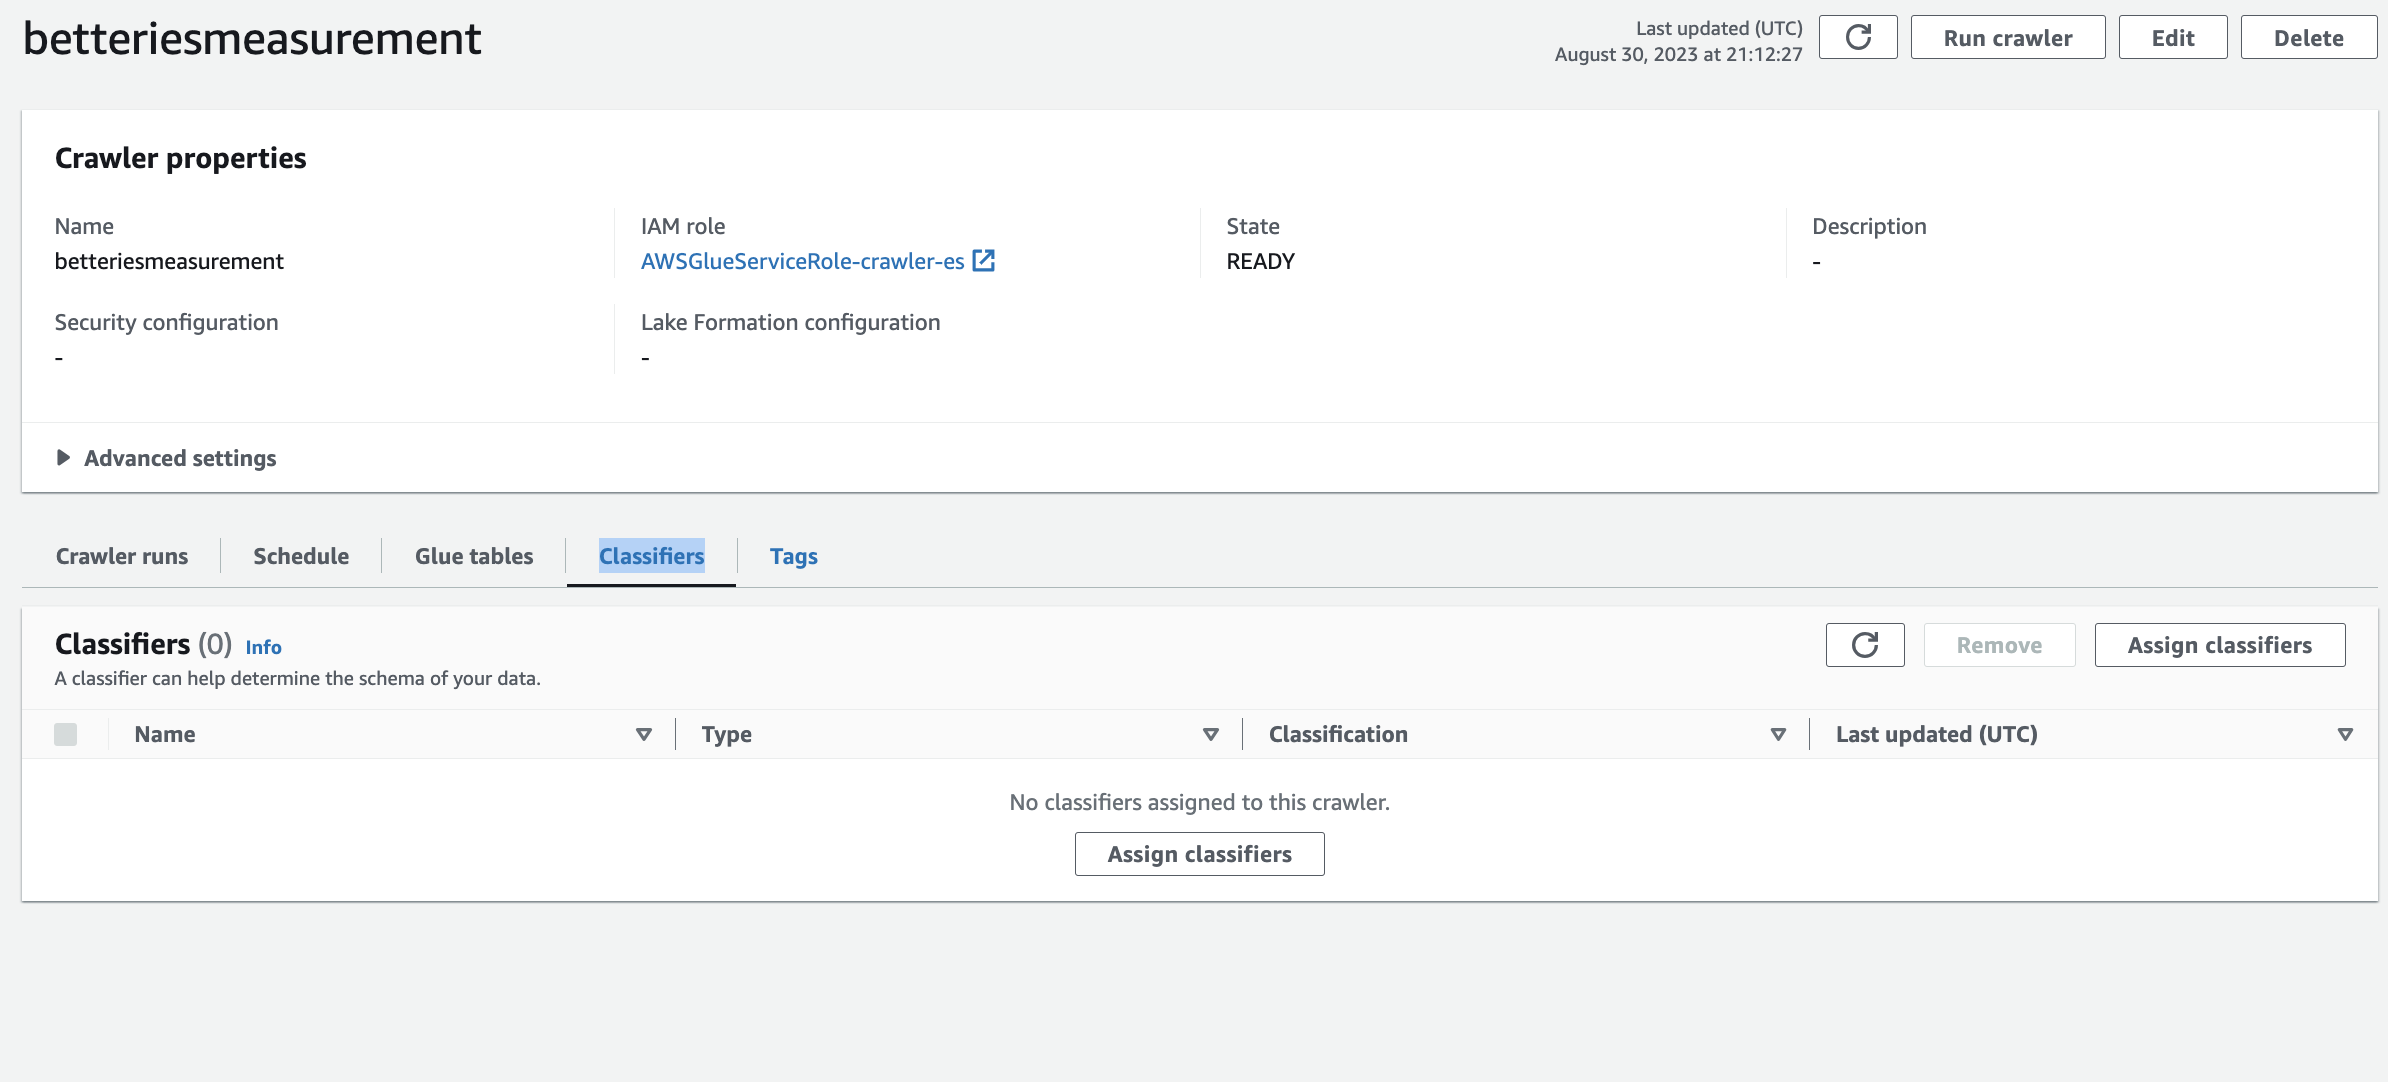 betteriesmeasurement
Last updated (UTC)
August 30, 2023 at 21:12:27
Run crawler
Edit
Delete
Crawler properties
Name
betteriesmeasurement
IAM role
AWSGlueServiceRole-crawler-es
State
READY
Description
-
Security configuration
-
Lake Formation configuration
-
Advanced settings
Crawler runs
Schedule
Glue tables
Classifiers
Tags
Classifiers (0) Info
A classifier can help determine the schema of your data.
Remove
Assign classifiers
Name
Type
Classification
Last updated (UTC)
No classifiers assigned to this crawler.
Assign classifiers